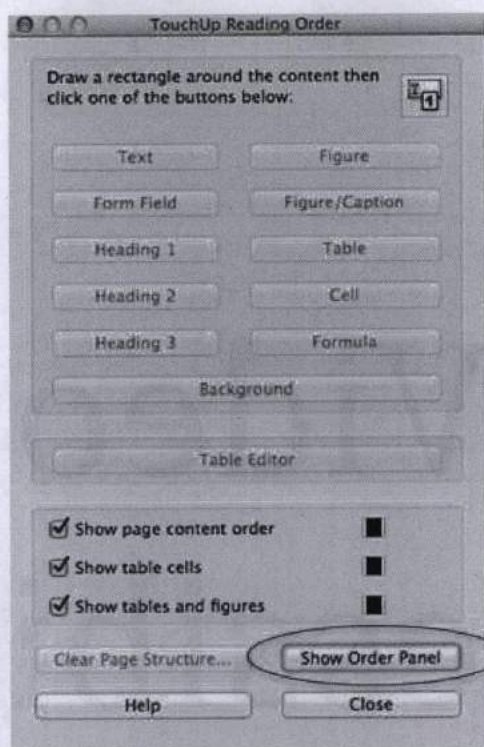 TouchUp Reading Order
Draw a rectangle around the content then
click one of the buttons below:
1
Text Figure
Form Field Figure/Caption
Heading 1 Table
Heading 2 Cell
Heading 3 Formula
Background
Table Editor
Show page content order
Show table cells
Show tables and figures
Clear Page Structure... Show Order Panel
Help Close